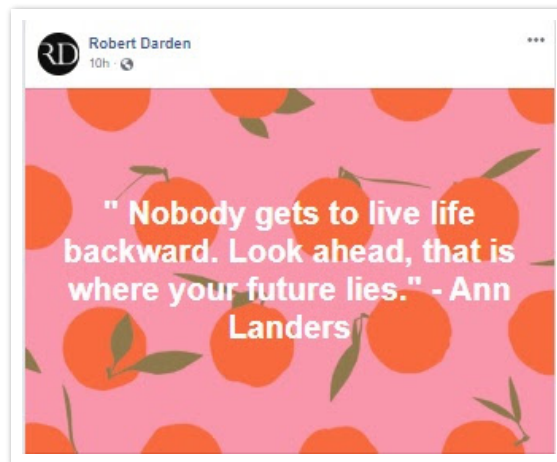 RD
Robert Darden
10h ·
" Nobody gets to live life
backward. Look ahead, that is
where your future lies." - Ann
Landers